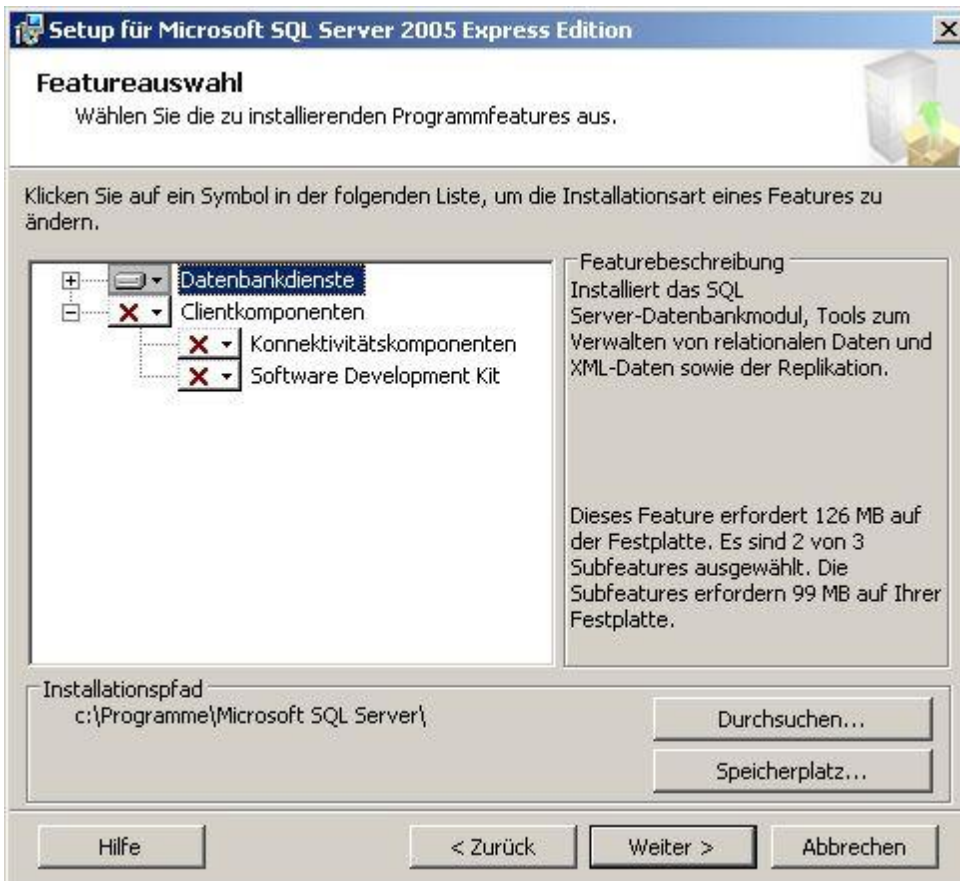 Setup für Microsoft SQL Server 2005 Express Edition
Featureauswahl
Wählen Sie die zu installierenden Programmfeatures aus.
Klicken Sie auf ein Symbol in der folgenden Liste, um die Installationsart eines Features zu
ändern.
Datenbankdienste
Clientkomponenten
Konnektivitätskomponenten
Software Development Kit
Featurebeschreibung
Installiert das SQL
Server-Datenbankmodul, Tools zum
Verwalten von relationalen Daten und
XML-Daten sowie der Replikation.
Dieses Feature erfordert 126 MB auf
der Festplatte. Es sind 2 von 3
Subfeatures ausgewählt. Die
Subfeatures erfordern 99 MB auf Ihrer
Festplatte.
Installationspfad
c:\Programme\Microsoft SQL Server\
Durchsuchen...
Speicherplatz...
Hilfe
< Zurück
Weiter >
Abbrechen